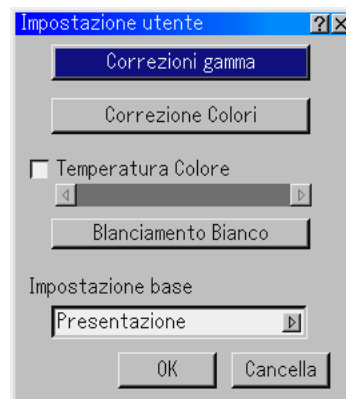 Impostazione utente
Correzioni gamma
Correzione Colori
Temperatura Colore
Blanciamento Bianco
Impostazione base
Presentazione
OK Cancella